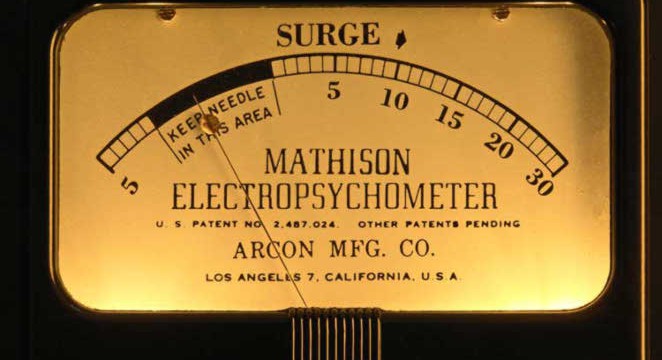 SURGE
5 10 15 20 30
5
KEEP NEEDLE
IN THIS AREA
MATHISON
ELECTROPSYCHOMETER
U. S. PATENT NO. 2,487,024. OTHER PATENTS PENDING
ARCON MFG. CO.
LOS ANGELES 7, CALIFORNIA, U.S.A.